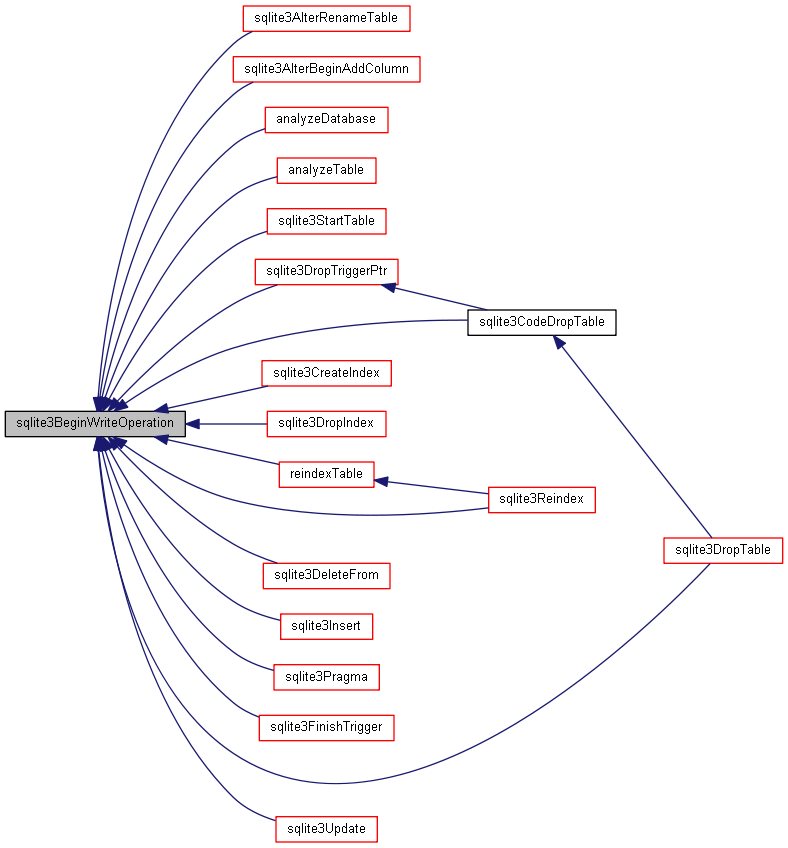 sqlite3AlterRenameTable
sqlite3AlterBeginAddColumn
analyzeDatabase
analyzeTable
sqlite3StartTable
sqlite3DropTriggerPtr
sqlite3CodeDropTable
sqlite3CreateIndex
sqlite3BeginWriteOperation
sqlite3DropIndex
reindexTable
sqlite3Reindex
sqlite3DropTable
sqlite3DeleteFrom
sqlite3Insert
sqlite3Pragma
sqlite3FinishTrigger
sqlite3Update